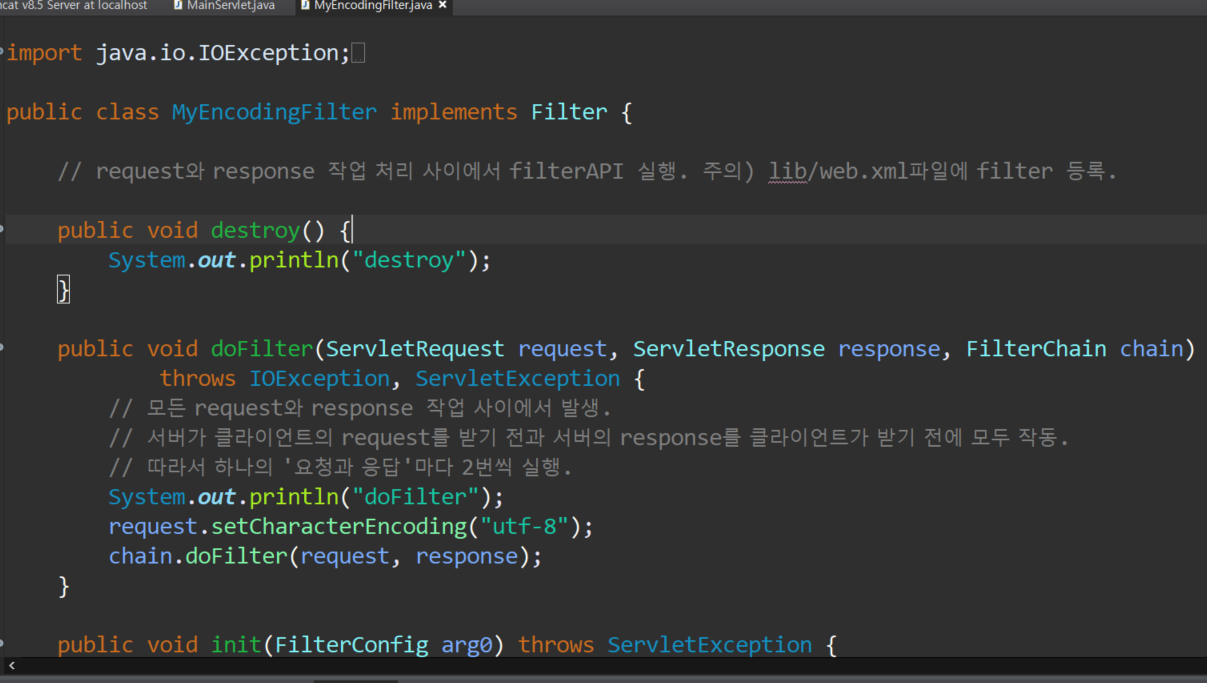 cat v8.5 Server at localhost MainServlet.java MyEncodingFilter.java
import java.io.IOException;
public class MyEncodingFilter implements Filter {
// request와 response 작업 처리 사이에서 filterAPI 실행. 주의) lib/web.xml파일에 filter 등록.
public void destroy() {
System.out.println("destroy");
}
public void doFilter(ServletRequest request, ServletResponse response, FilterChain chain)
throws IOException, ServletException {
// 모든 request와 response 작업 사이에서 발생.
// 서버가 클라이언트의 request를 받기 전과 서버의 response를 클라이언트가 받기 전에 모두 작동.
// 따라서 하나의 '요청과 응답'마다 2번씩 실행.
System.out.println("doFilter");
request.setCharacterEncoding("utf-8");
chain.doFilter(request, response);
}
public void init(FilterConfig arg0) throws ServletException {